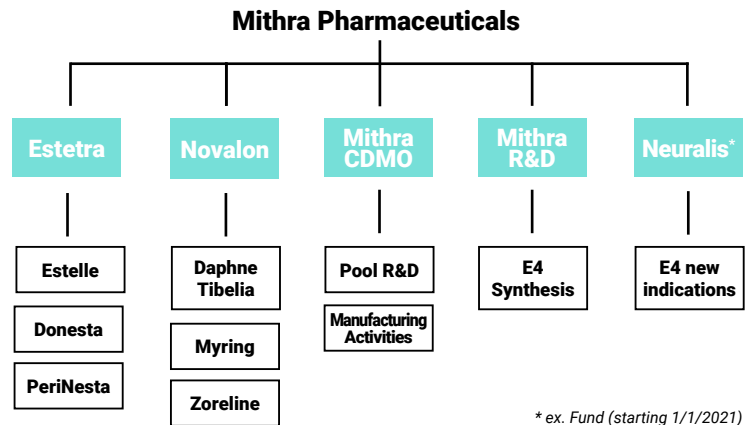 Mithra Pharmaceuticals
Estetra
Novalon
Mithra
CDMO
Mithra
R&D
Neuralis*
Estelle
Donesta
PeriNesta
Daphne
Tibelia
Myring
Zoreline
Pool R&D
Manufacturing
Activities
E4
Synthesis
E4 new
indications
* ex. Fund (starting 1/1/2021)